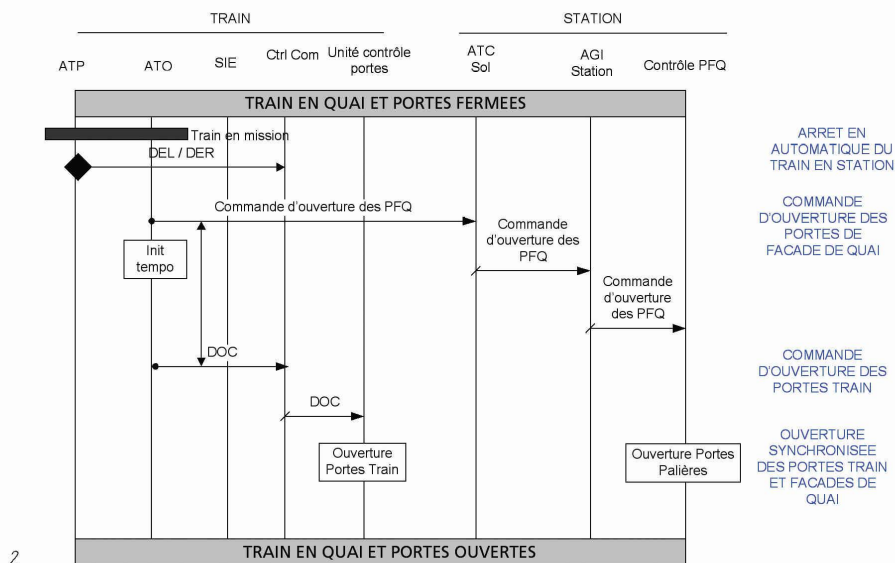 TRAIN
STATION
ATP
ATO
SIE
Ctrl Com
Unité contrôle
portes
ATC
Sol
AGI
Station
Contrôle PFQ
TRAIN EN QUAI ET PORTES FERMEES
Train en mission
DEL / DER
ARRET EN
AUTOMATIQUE DU
TRAIN EN STATION
Commande d'ouverture des PFQ
Commande
d'ouverture des
PFQ
COMMANDE
D'OUVERTURE DES
PORTES DE
FACADE DE QUAI
Init
tempo
Commande
d'ouverture
des PFQ
DOC
COMMANDE
D'OUVERTURE DES
PORTES TRAIN
DOC
Ouverture
Portes Train
Ouverture Portes
Palières
OUVERTURE
SYNCHRONISEE
DES PORTES TRAIN
ET FACADES DE
QUAI
TRAIN EN QUAI ET PORTES OUVERTES
2